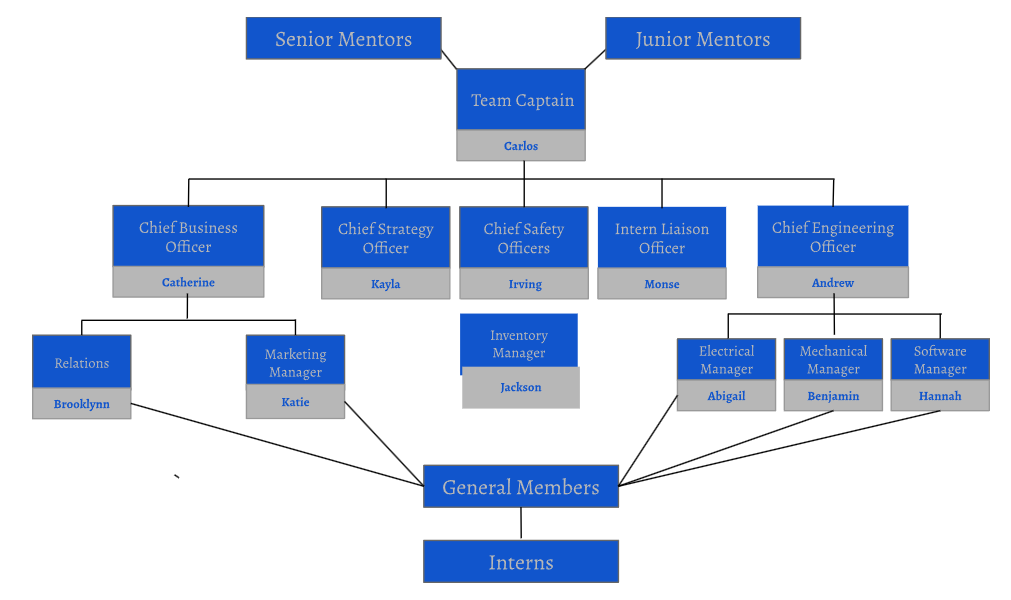 Senior Mentors
Junior Mentors
Team Captain
Carlos
Chief Business
Officer
Catherine
Chief Strategy
Officer
Kayla
Chief Safety
Officers
Irving
Intern Liaison
Officer
Monse
Chief Engineering
Officer
Andrew
Relations
Brooklynn
Marketing
Manager
Katie
Inventory
Manager
Jackson
Electrical
Manager
Abigail
Mechanical
Manager
Benjamin
Software
Manager
Hannah
General Members
Interns